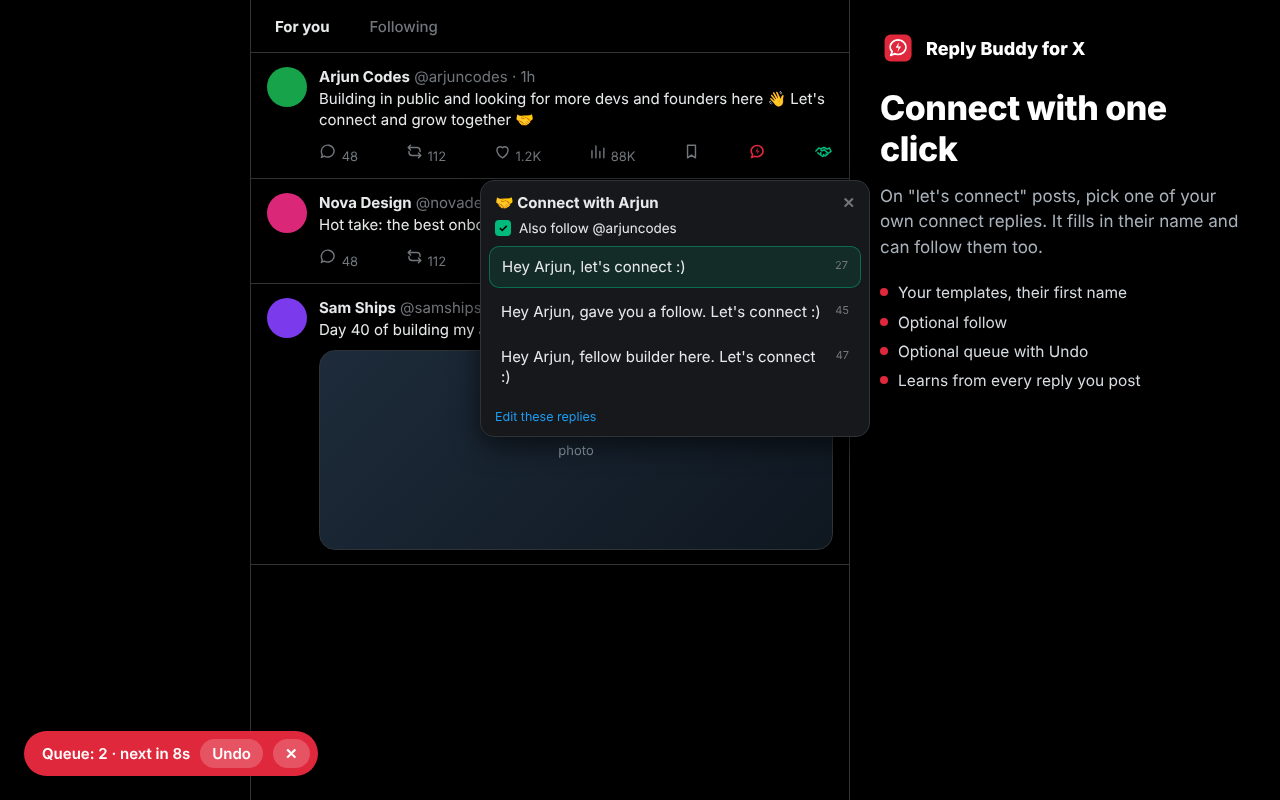 For you
Following
Arjun Codes @arjuncodes · 1h
Building in public and looking for more devs and founders here 👋 Let's
connect and grow together 🤝
48
112
1.2K
88K
Nova Design @novade
Hot take: the best onbo
48
112
Sam Ships @samships
Day 40 of building my
photo
🤝 Connect with Arjun
Also follow @arjuncodes
Hey Arjun, let's connect :)
27
Hey Arjun, gave you a follow. Let's connect :)
45
Hey Arjun, fellow builder here. Let's connect
:)
47
Edit these replies
Reply Buddy for X
Connect with one
click
On "let's connect" posts, pick one of your
own connect replies. It fills in their name and
can follow them too.
Your templates, their first name
Optional follow
Optional queue with Undo
Learns from every reply you post
Queue: 2 · next in 8s
Undo